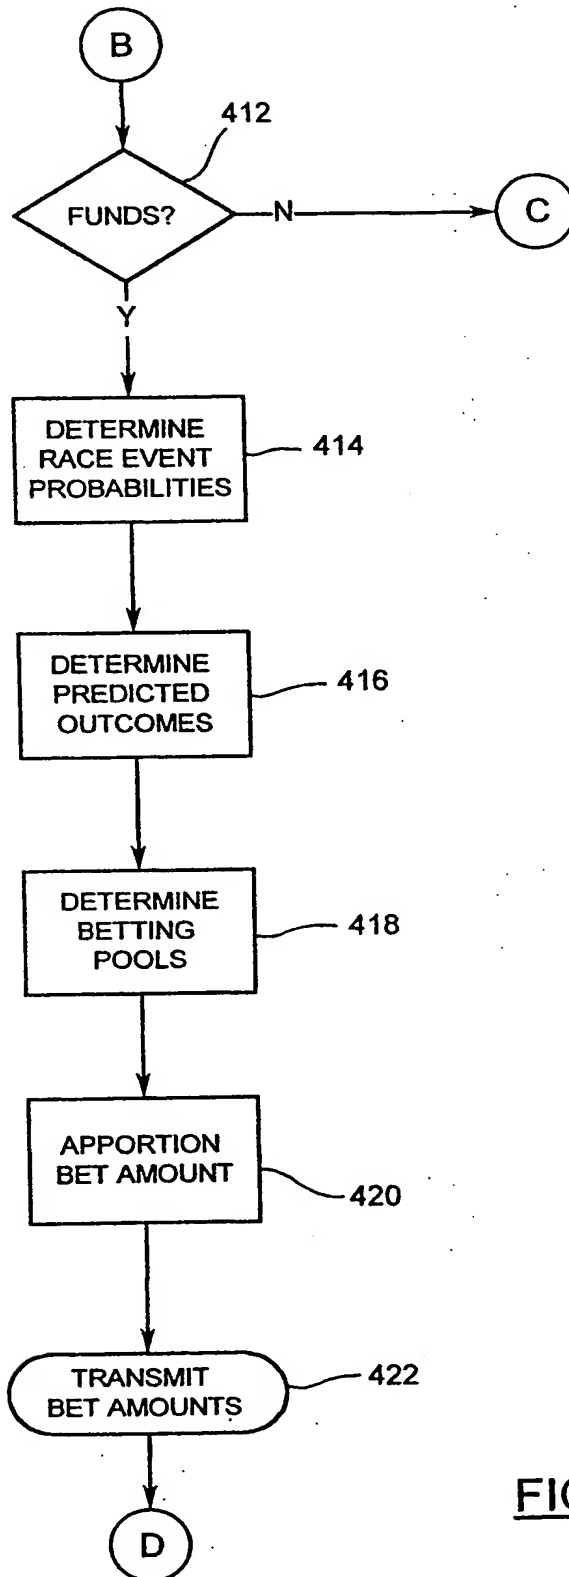 B
412
FUNDS?
N
C
Y
DETERMINE
RACE EVENT
PROBABILITIES
414
DETERMINE
PREDICTED
OUTCOMES
416
DETERMINE
BETTING
POOLS
418
APPORTION
BET AMOUNT
420
TRANSMIT
BET AMOUNTS
422
D